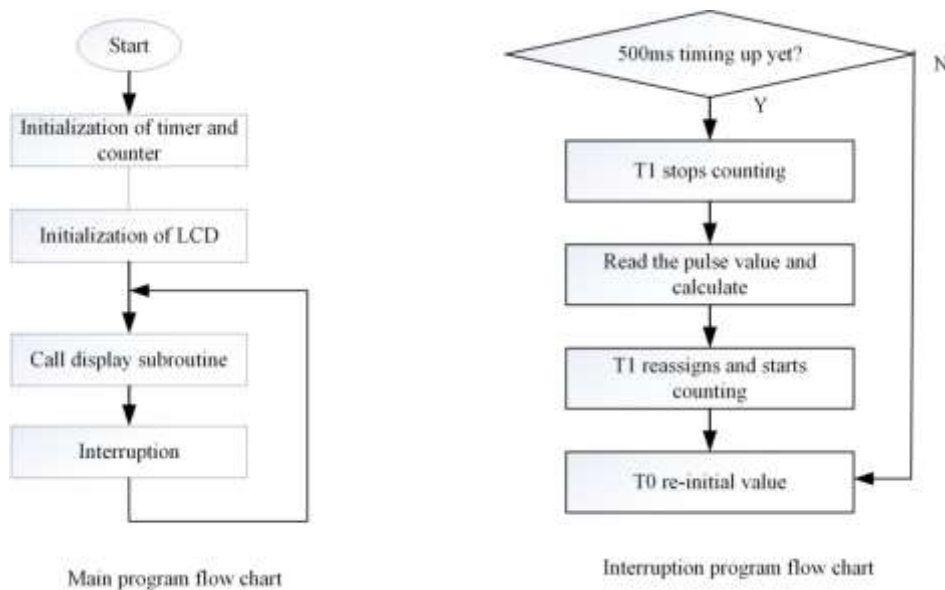 Start
Initialization of timer and
counter
Initialization of LCD
Call display subroutine
Interruption
Main program flow chart
500ms timing up yet?
N
Y
T1 stops counting
Read the pulse value and
calculate
T1 reassigns and starts
counting
T0 re-initial value
Interruption program flow chart